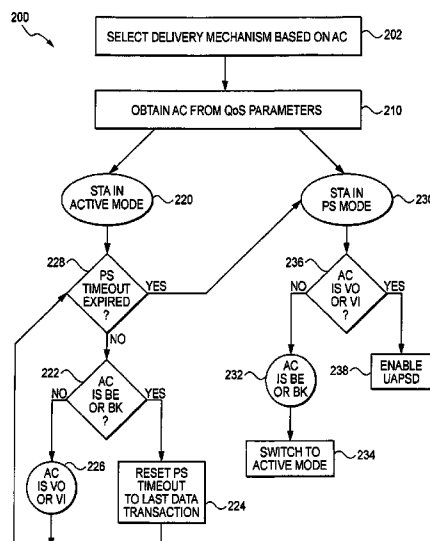 200
SELECT DELIVERY MECHANISM BASED ON AC
202
OBTAIN AC FROM QoS PARAMETERS
210
STA IN
ACTIVE MODE
220
STA IN
PS MODE
230
228
PS
TIMEOUT
EXPIRED
?
YES
NO
236
AC
IS VO
OR VI
?
NO
YES
222
AC
IS BE
OR BK
?
NO
YES
232
AC
IS BE
OR BK
238
ENABLE
UAPSD
SWITCH TO
ACTIVE MODE
234
226
AC
IS VO
OR VI
RESET PS
TIMEOUT
TO LAST DATA
TRANSACTION
224